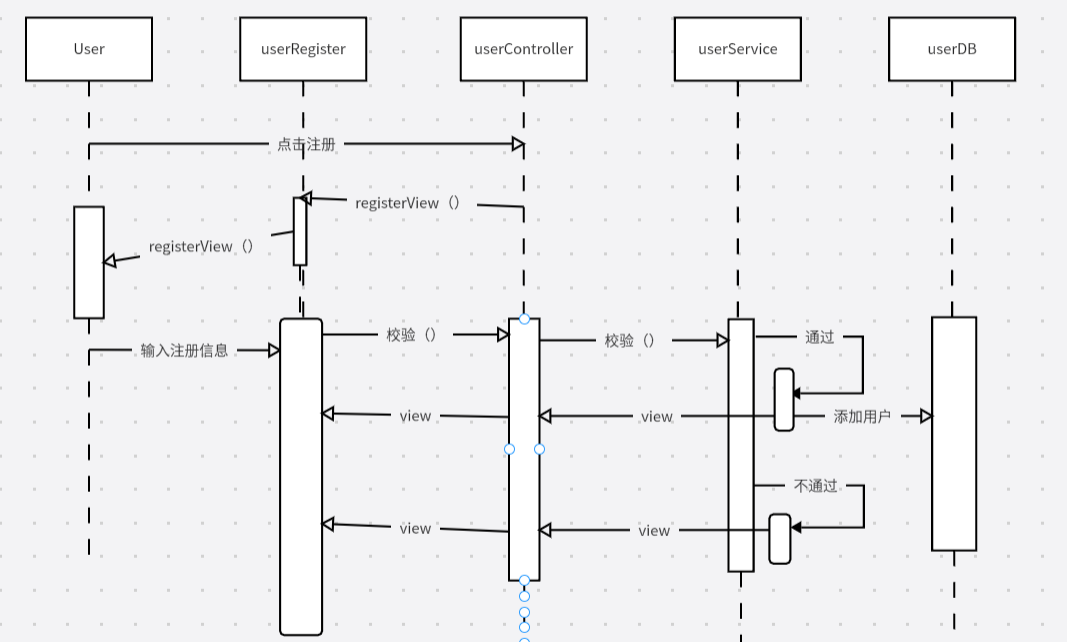 User
userRegister
userController
userService
userDB
点击注册
registerView（）
registerView（）
校验（）
校验（）
通过
输入注册信息
view
view
添加用户
不通过
view
view